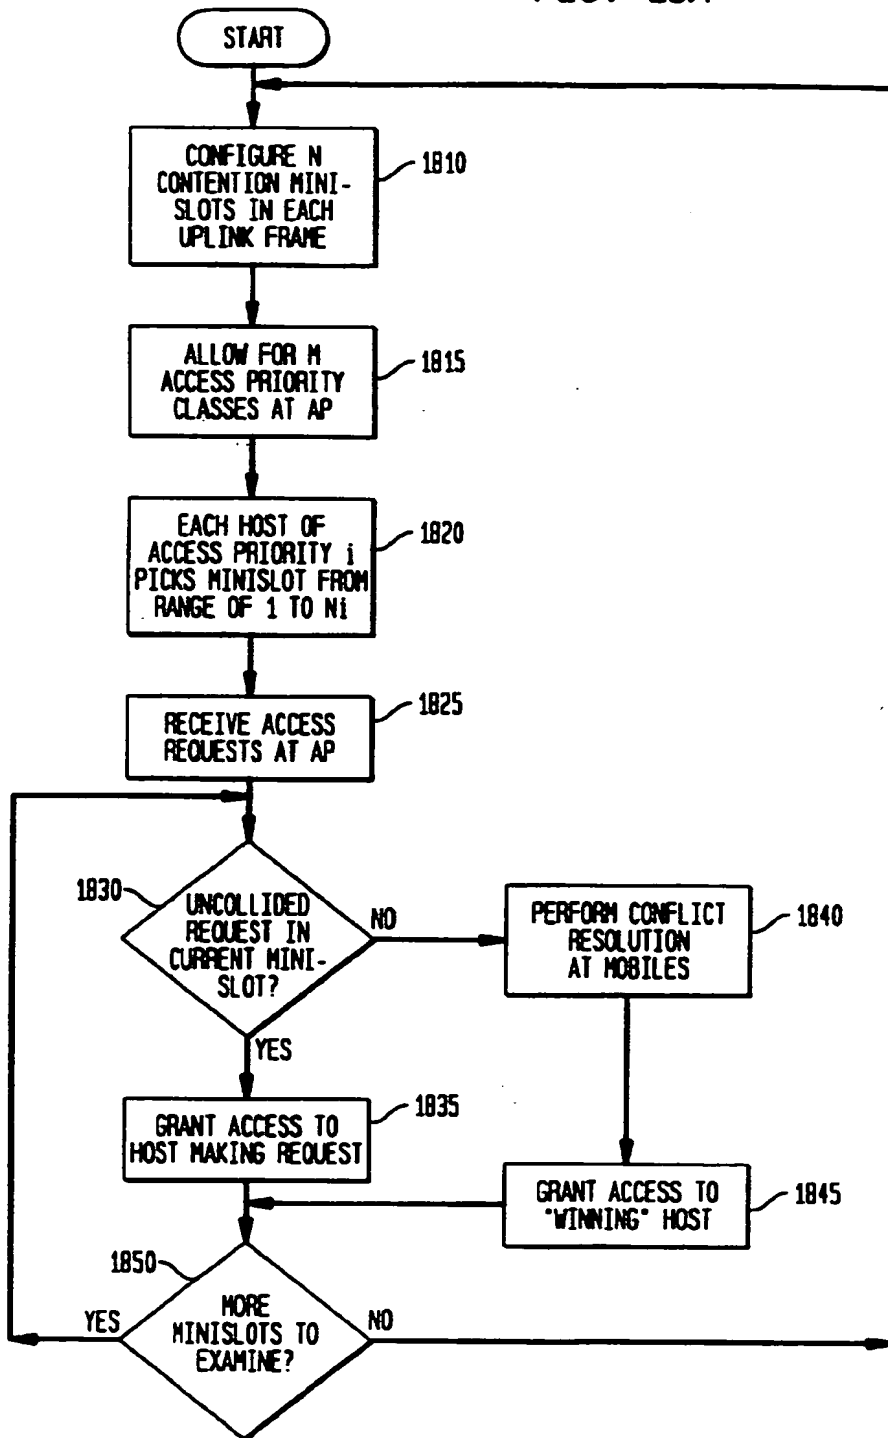 START
CONFIGURE N
CONTENTION MINI-
SLOTS IN EACH
UPLINK FRAME
1810
ALLOW FOR M
ACCESS PRIORITY
CLASSES AT AP
1815
EACH HOST OF
ACCESS PRIORITY i
PICKS MINISLOT FROM
RANGE OF 1 TO Ni
1820
RECEIVE ACCESS
REQUESTS AT AP
1825
1830
UNCOLLIDED
REQUEST IN
CURRENT MINI-
SLOT?
NO
YES
PERFORM CONFLICT
RESOLUTION
AT MOBILES
1840
GRANT ACCESS TO
HOST MAKING REQUEST
1835
GRANT ACCESS TO
"WINNING" HOST
1845
1850
MORE
MINISLOTS TO
EXAMINE?
YES
NO